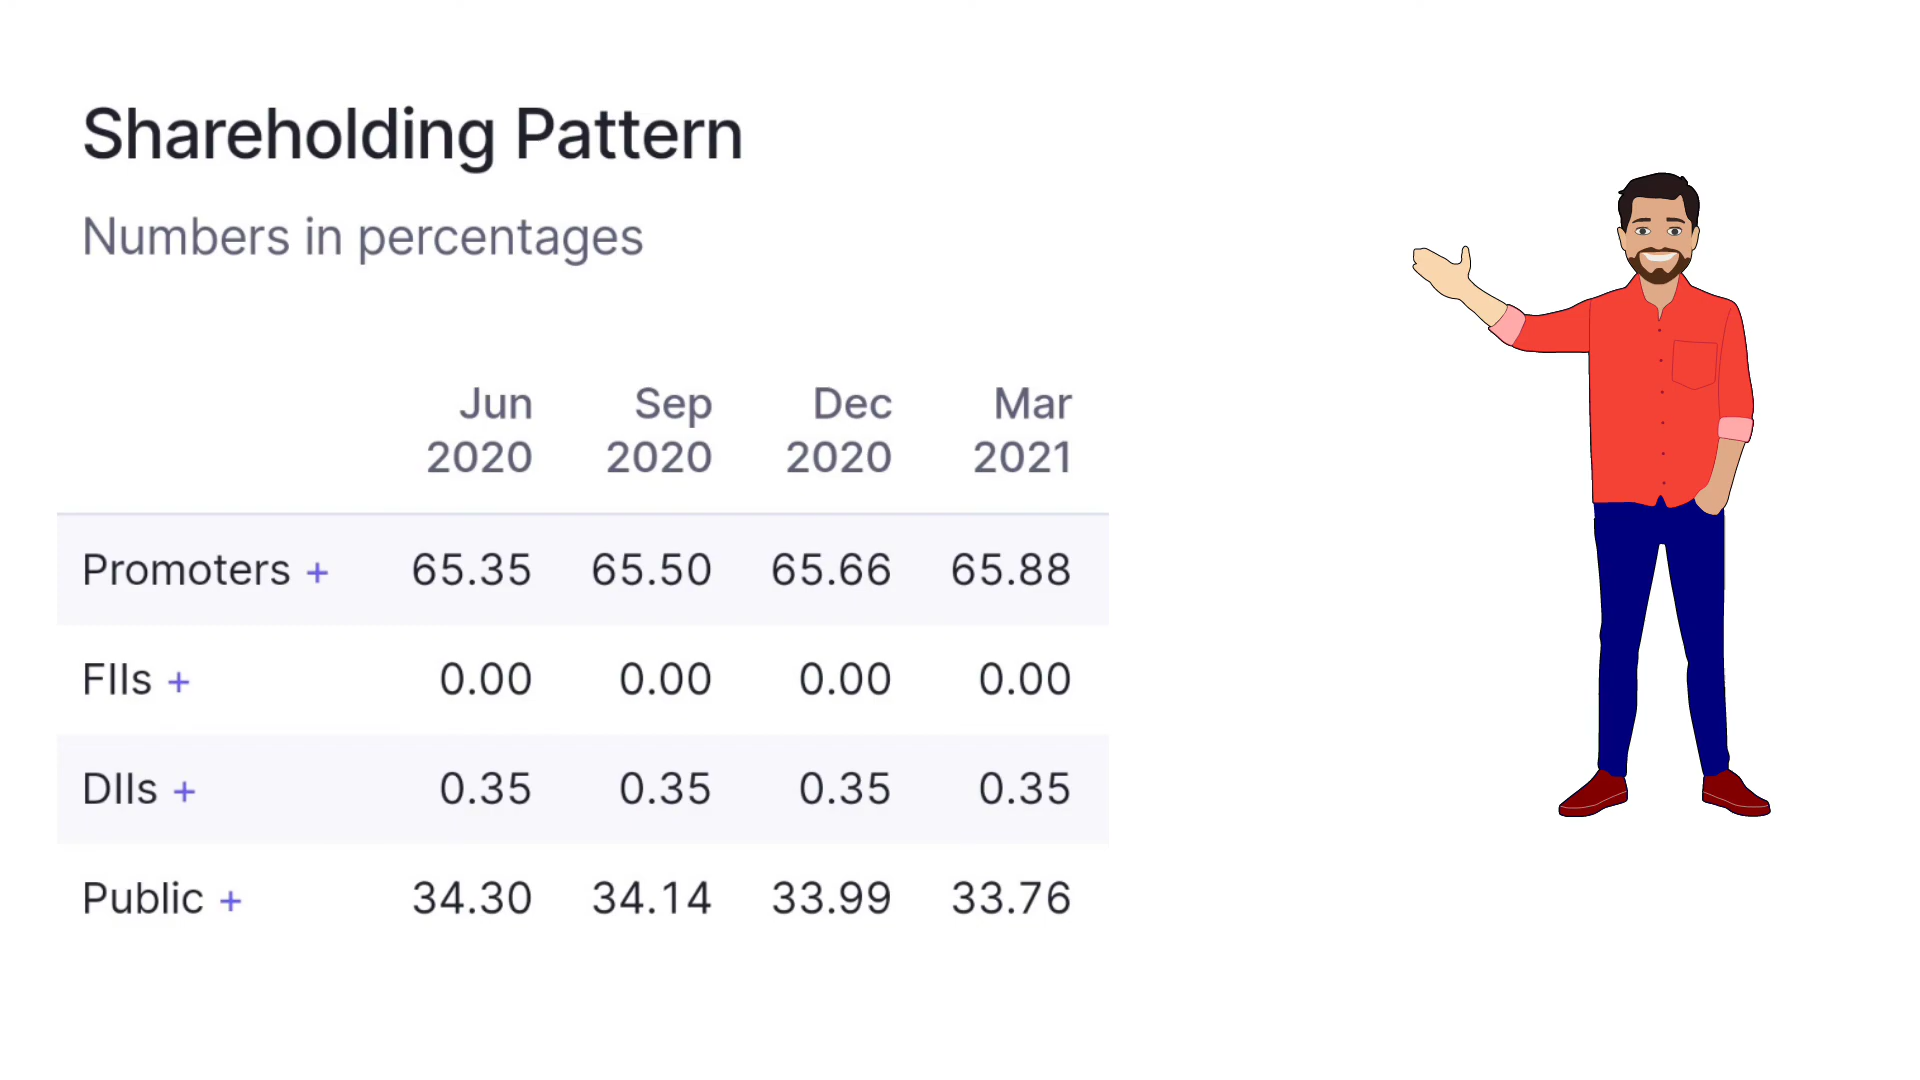 Shareholding Pattern
Numbers in percentages
Jun Sep Dec Mar
2020 2020 2020 2021
Promoters + 65.35 65.50 65.66 65.88
FIIs + 0.00 0.00 0.00 0.00
DIIs + 0.35 0.35 0.35 0.35
Public + 34.30 34.14 33.99 33.76